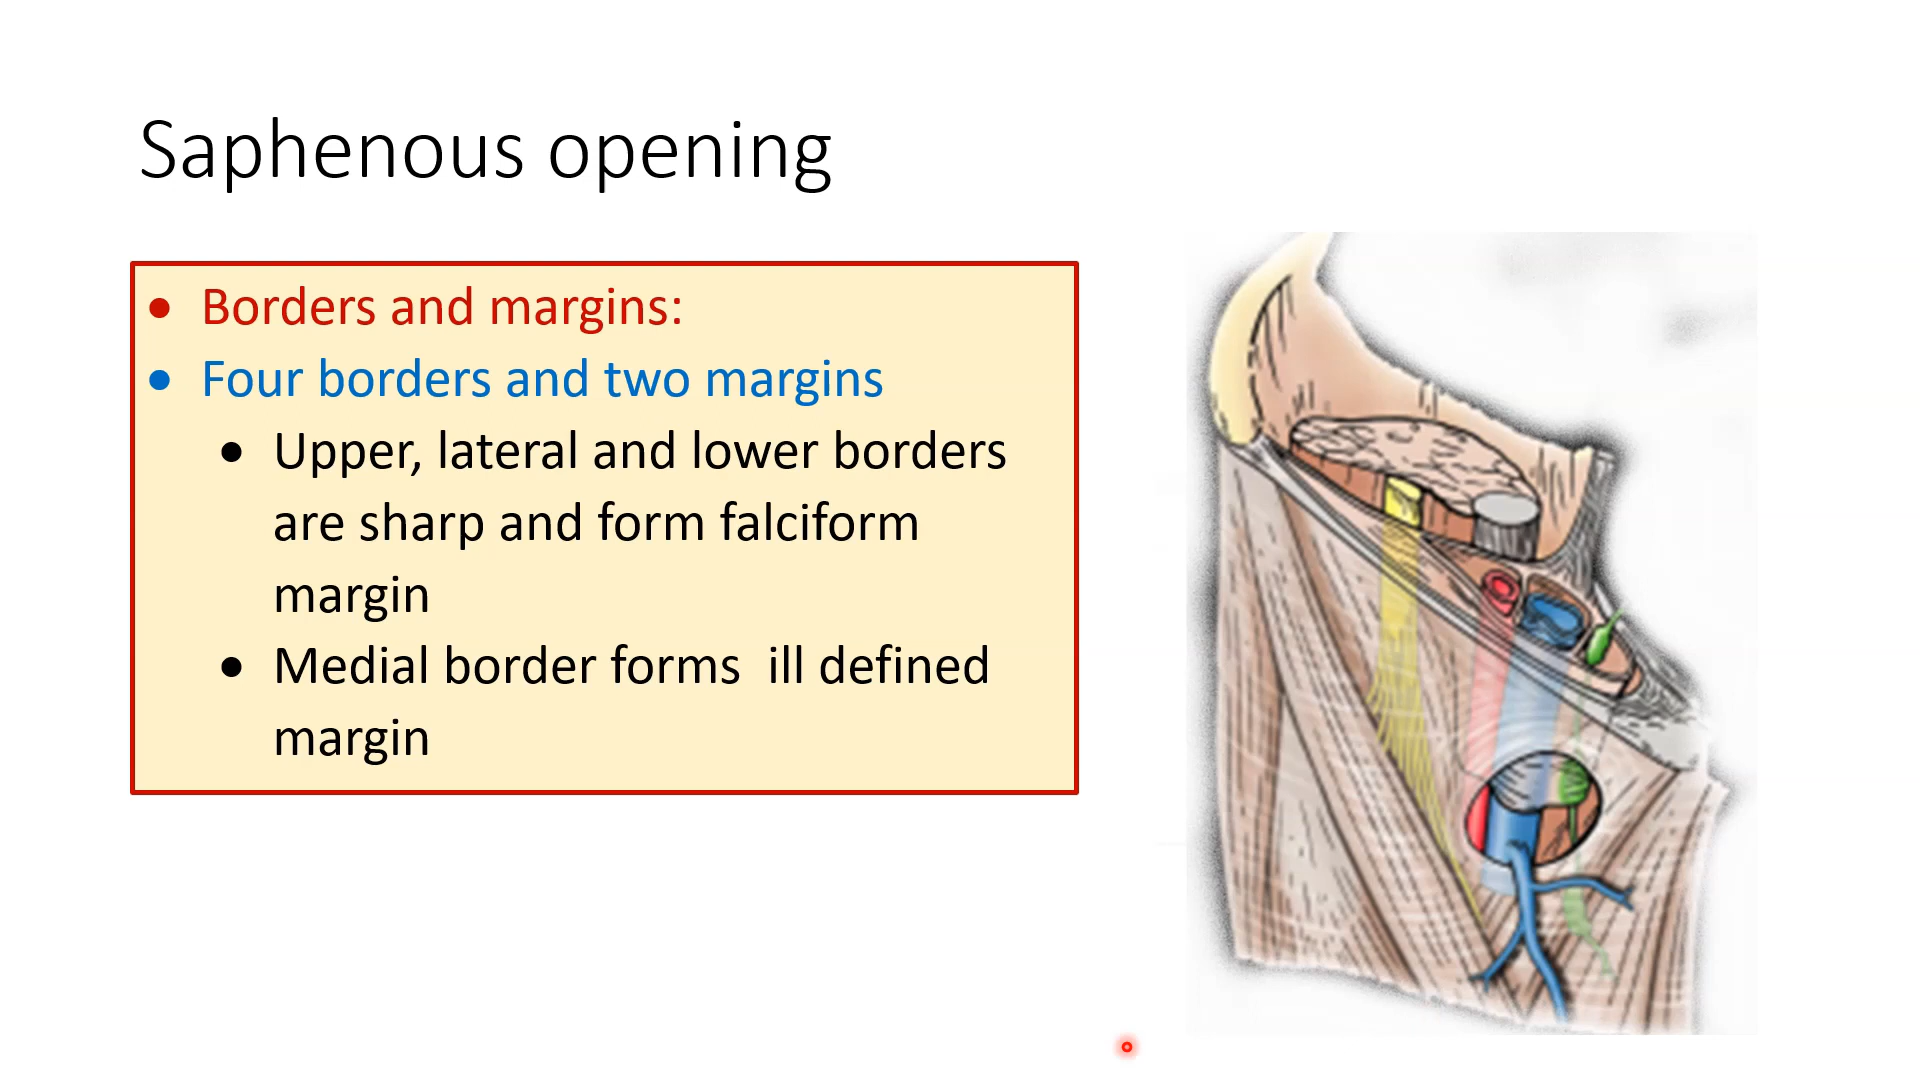 Saphenous opening
• Borders and margins:
• Four borders and two margins
• Upper, lateral and lower borders
are sharp and form falciform
margin
• Medial border forms  ill defined
margin